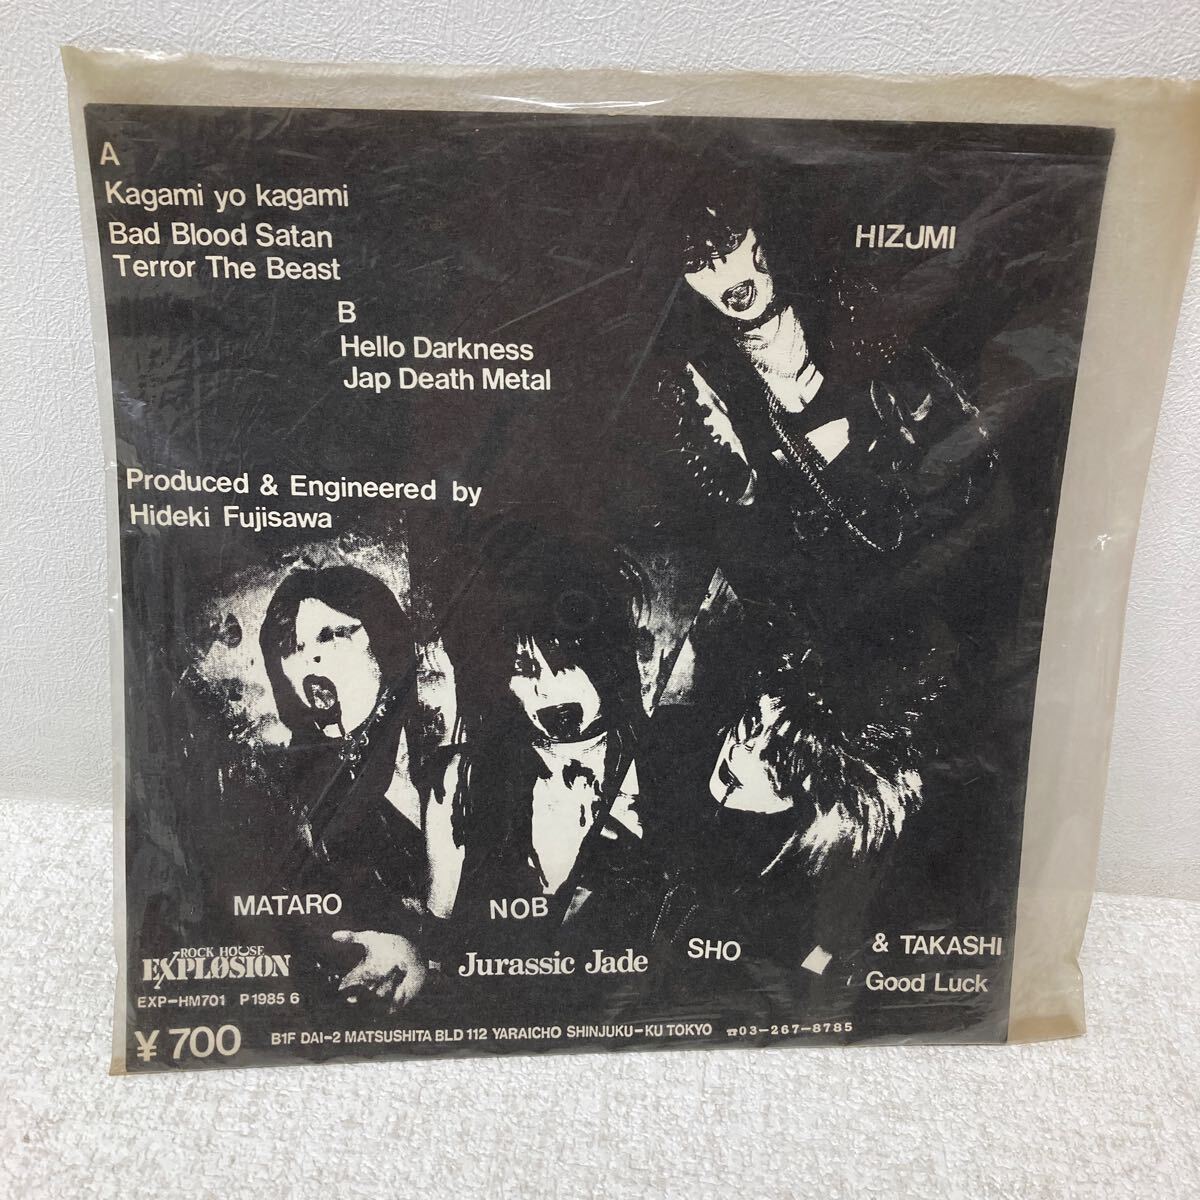 A
Kagami yo kagami
Bad Blood Satan
Terror The Beast
B
Hello Darkness
Jap Death Metal
HIZUMI
Produced & Engineered by
Hideki Fujisawa
MATARO
NOB
SHO
& TAKASHI
Good Luck
ROCK HOUSE
EXPLOSION
Jurassic Jade
EXP-HM701 P1985 6
¥700
B1F DAI-2 MATSUSHITA BLD 112 YARAICHO SHINJUKU-KU TOKYO ☎03-267-8785